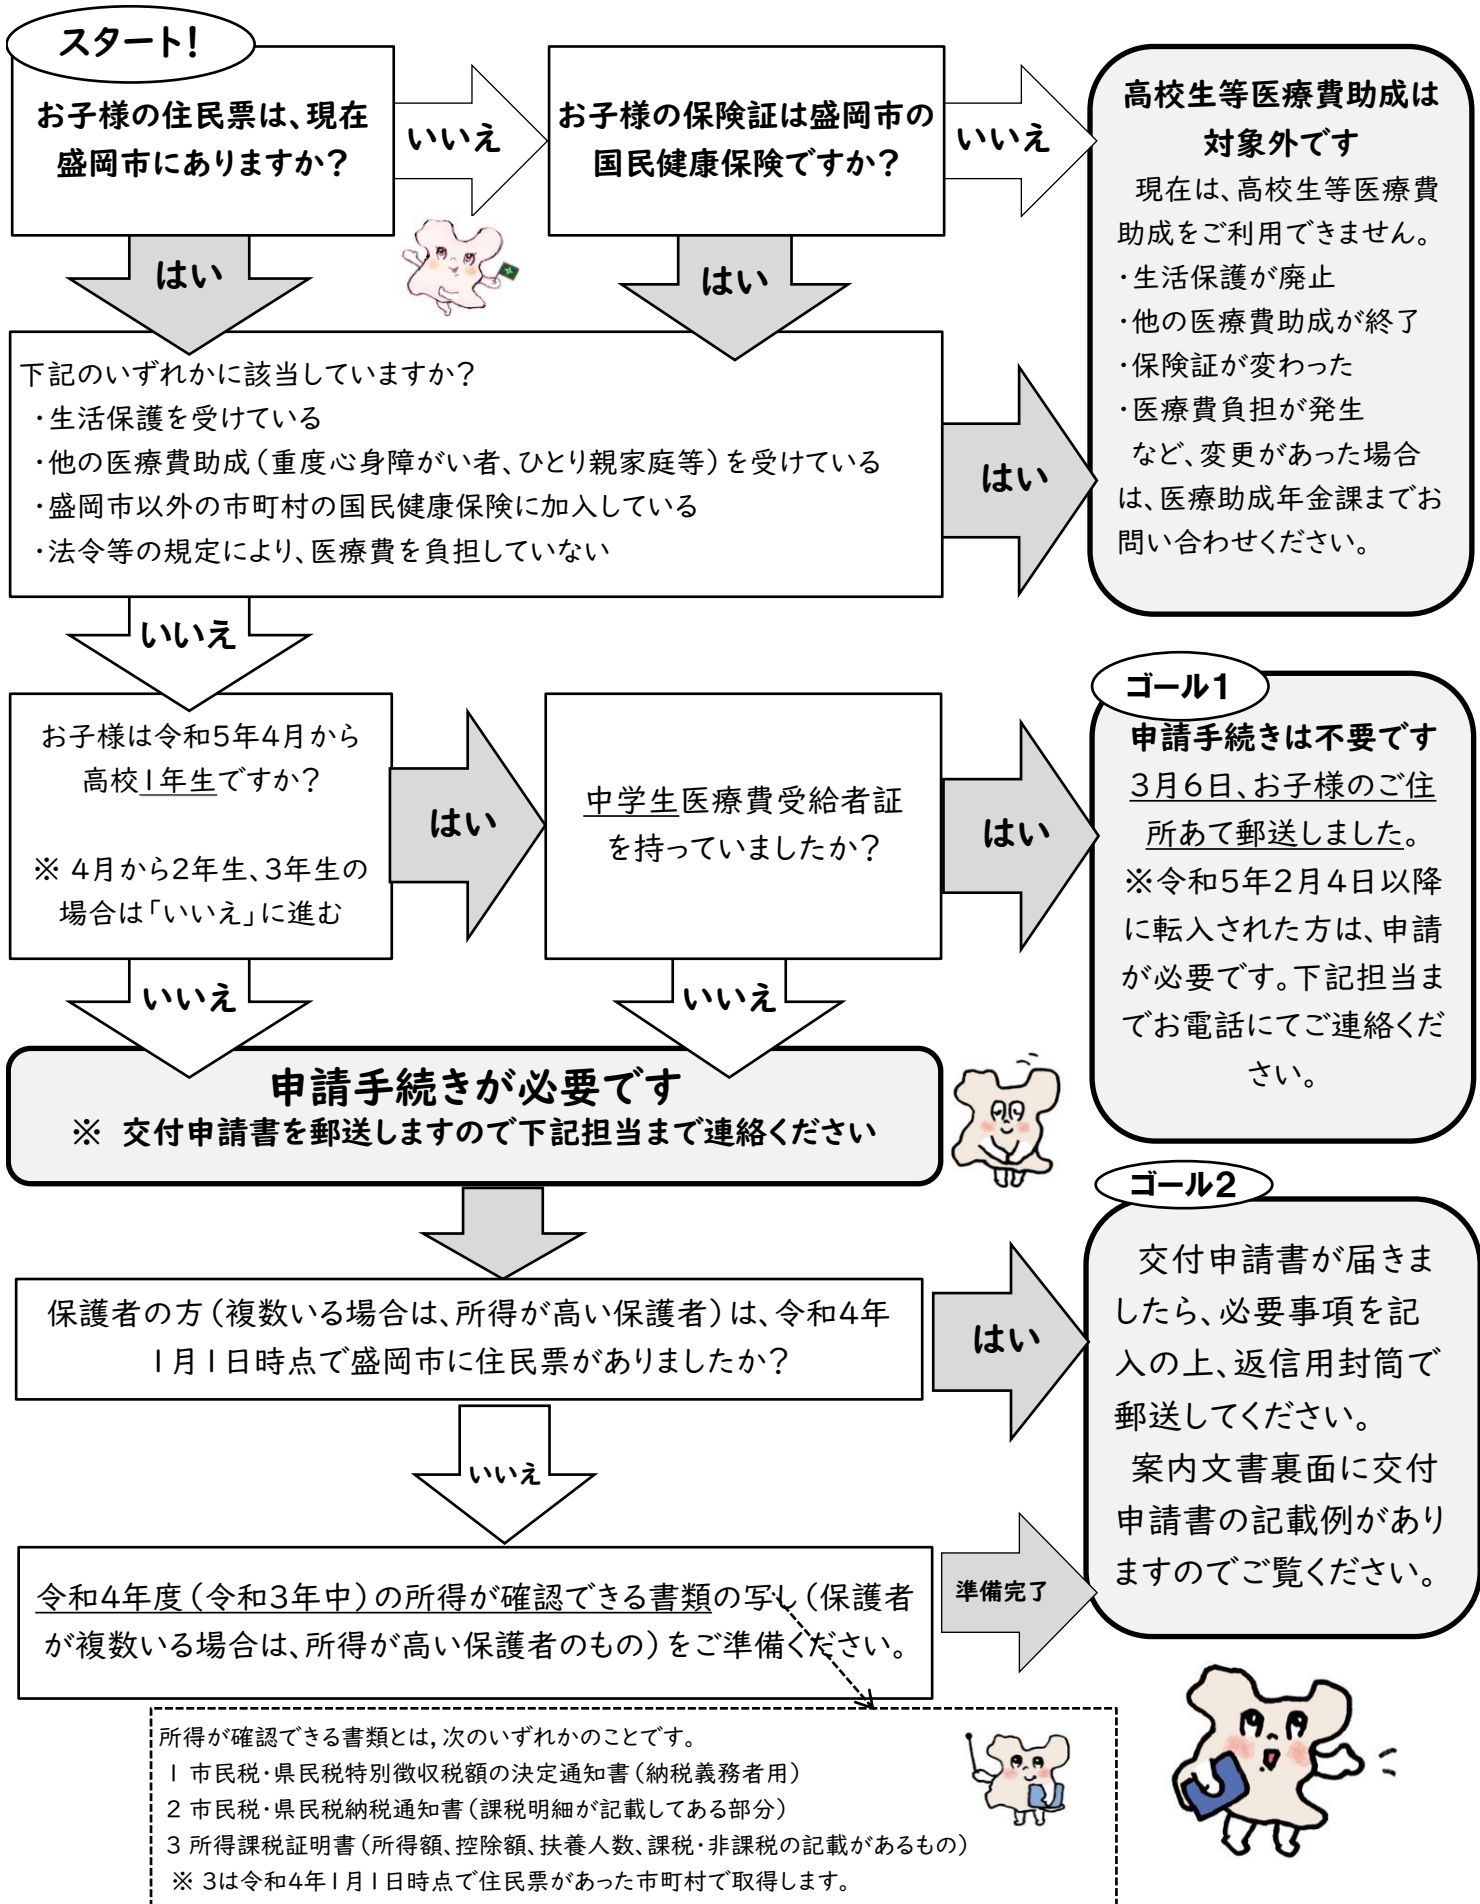 スタート!
お子様の住民票は、現在
盛岡市にありますか?
いいえ
お子様の保険証は盛岡市の
国民健康保険ですか?
いいえ
高校生等医療費助成は
対象外です
現在は、高校生等医療費
助成をご利用できません。
・生活保護が廃止
・他の医療費助成が終了
・保険証が変わった
・医療費負担が発生
など、変更があった場合
は、医療助成年金課までお
問い合わせください。
はい
はい
下記のいずれかに該当していますか?
・生活保護を受けている
・他の医療費助成(重度心身障がい者、ひとり親家庭等)を受けている
・盛岡市以外の市町村の国民健康保険に加入している
・法令等の規定により、医療費を負担していない
はい
いいえ
お子様は令和5年4月から
高校1年生ですか?
※ 4月から2年生、3年生の
場合は「いいえ」に進む
はい
中学生医療費受給者証
を持っていましたか?
はい
ゴール1
申請手続きは不要です
3月6日、お子様のご住
所あて郵送しました。
※令和5年2月4日以降
に転入された方は、申請
が必要です。下記担当ま
でお電話にてご連絡くだ
さい。
いいえ
いいえ
申請手続きが必要です
※ 交付申請書を郵送しますので下記担当まで連絡ください
保護者の方(複数いる場合は、所得が高い保護者)は、令和4年
1月1日時点で盛岡市に住民票がありましたか?
はい
ゴール2
交付申請書が届きま
したら、必要事項を記
入の上、返信用封筒で
郵送してください。
案内文書裏面に交付
申請書の記載例があり
ますのでご覧ください。
いいえ
令和4年度(令和3年中)の所得が確認できる書類の写し(保護者
が複数いる場合は、所得が高い保護者のもの)をご準備ください。
準備完了
所得が確認できる書類とは,次のいずれかのことです。
1 市民税・県民税特別徴収税額の決定通知書(納税義務者用)
2 市民税・県民税納税通知書(課税明細が記載してある部分)
3 所得課税証明書(所得額、控除額、扶養人数、課税・非課税の記載があるもの)
※ 3は令和4年1月1日時点で住民票があった市町村で取得します。